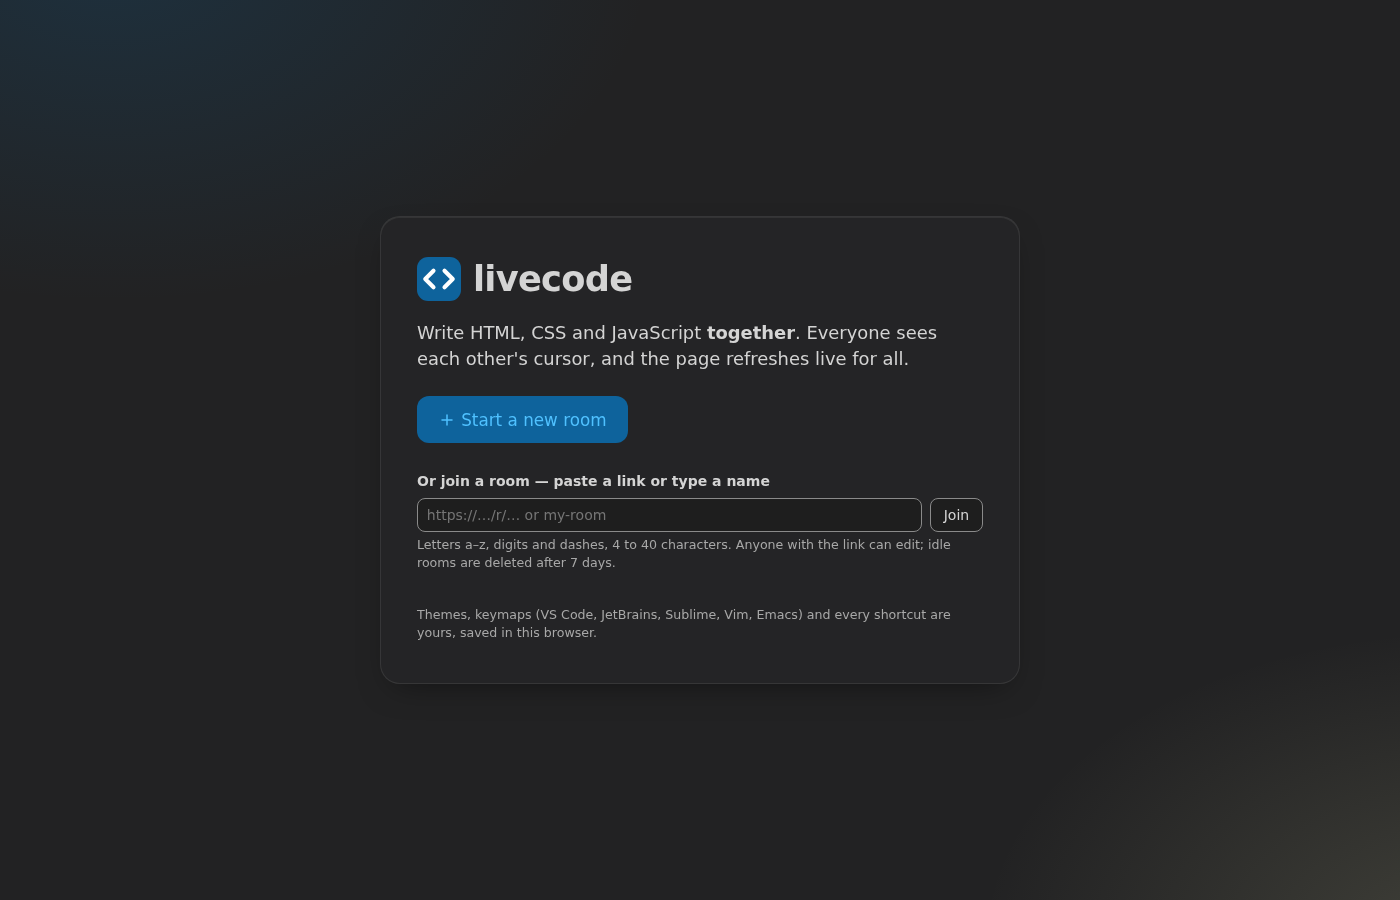 livecode
Write HTML, CSS and JavaScript together. Everyone sees
each other's cursor, and the page refreshes live for all.
+ Start a new room
Or join a room — paste a link or type a name
https://…/r/… or my-room
Join
Letters a–z, digits and dashes, 4 to 40 characters. Anyone with the link can edit; idle
rooms are deleted after 7 days.
Themes, keymaps (VS Code, JetBrains, Sublime, Vim, Emacs) and every shortcut are
yours, saved in this browser.